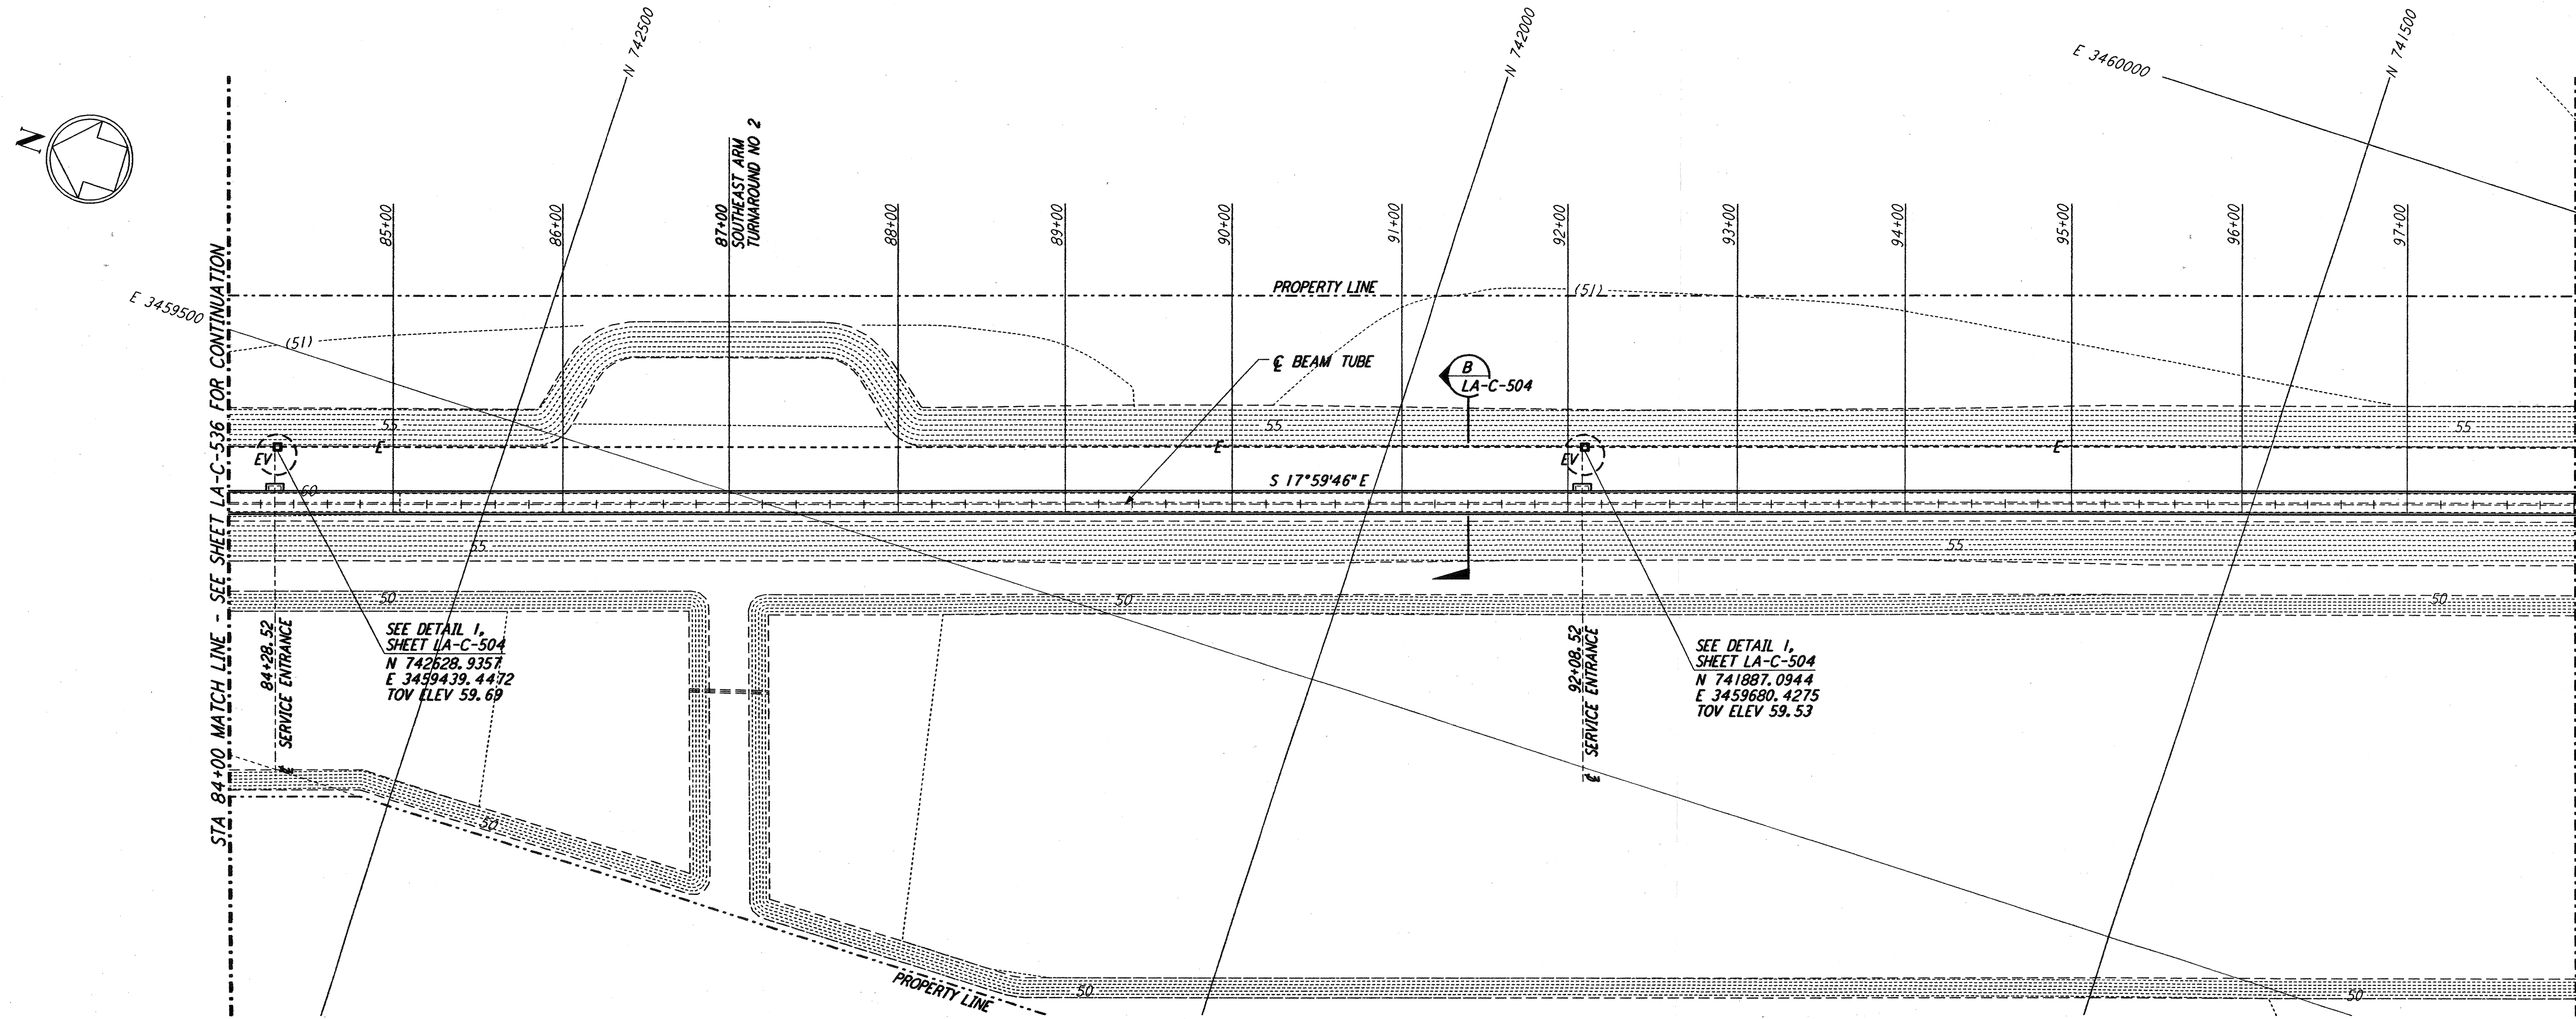 N
N 742500
N 742000
N 741500
E 3460000
E 3459500
STA 84+00 MATCH LINE - SEE SHEET LA-C-536 FOR CONTINUATION
85+00
86+00
87+00
SOUTHEAST ARM
TURNAROUND NO 2
88+00
89+00
90+00
91+00
92+00
93+00
94+00
95+00
96+00
97+00
PROPERTY LINE
(51)
(51)
℄ BEAM TUBE
B
LA-C-504
55
55
55
EV
E
E
EV
E
60
S 17°59'46" E
55
55
50
50
50
84+28.52
℄ SERVICE ENTRANCE
SEE DETAIL 1,
SHEET LA-C-504
N 742628.9357
E 3459439.4472
TOV ELEV 59.69
92+08.52
℄ SERVICE ENTRANCE
SEE DETAIL 1,
SHEET LA-C-504
N 741887.0944
E 3459680.4275
TOV ELEV 59.53
50
PROPERTY LINE
50
50